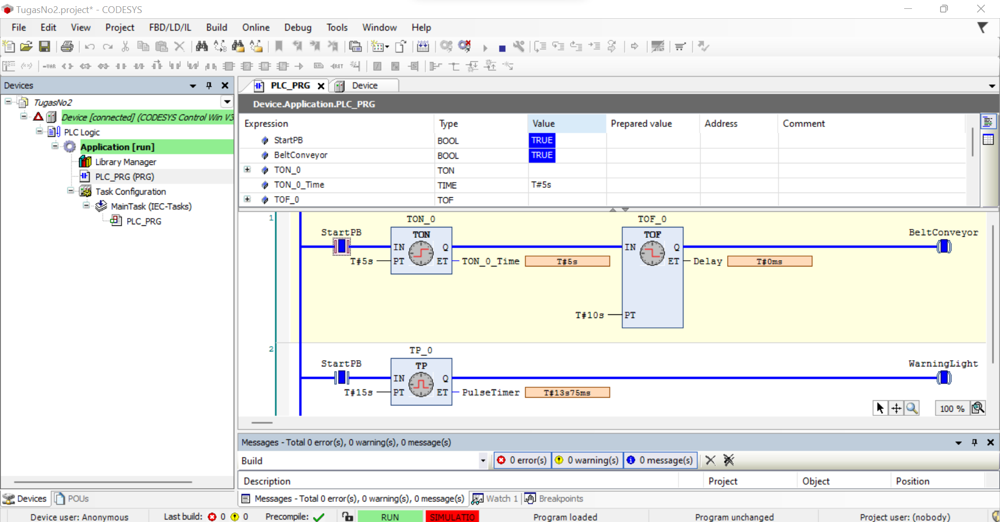 TugasNo2.project* - CODESYS
File Edit View Project FBD/LD/IL Build Online Debug Tools Window Help
Devices
TugasNo2
Device [connected] (CODESYS Control Win V3
PLC Logic
Application [run]
Library Manager
PLC_PRG (PRG)
Task Configuration
MainTask (IEC-Tasks)
PLC_PRG
PLC_PRG Device
Device.Application.PLC_PRG
Expression Type Value Prepared value Address Comment
StartPB BOOL TRUE
BeltConveyor BOOL TRUE
TON_0 TON
TON_0_Time TIME T#5s
TOF_0 TOF
1 TON_0 TOF_0
StartPB TON TOF BeltConveyor
IN Q IN Q
T#5s PT ET TON_0_Time T#5s ET Delay T#0ms
T#10s PT
2 TP_0
StartPB TP WarningLight
IN Q
T#15s PT ET PulseTimer T#13s75ms
100 %
Messages - Total 0 error(s), 0 warning(s), 0 message(s)
Build 0 error(s) 0 warning(s) 0 message(s)
Description Project Object Position
Devices POUs
Messages - Total 0 error(s), 0 warning(s), 0 message(s) Watch 1 Breakpoints
Device user: Anonymous Last build: 0 0 Precompile: RUN SIMULATIO Program loaded Program unchanged Project user: (nobody)